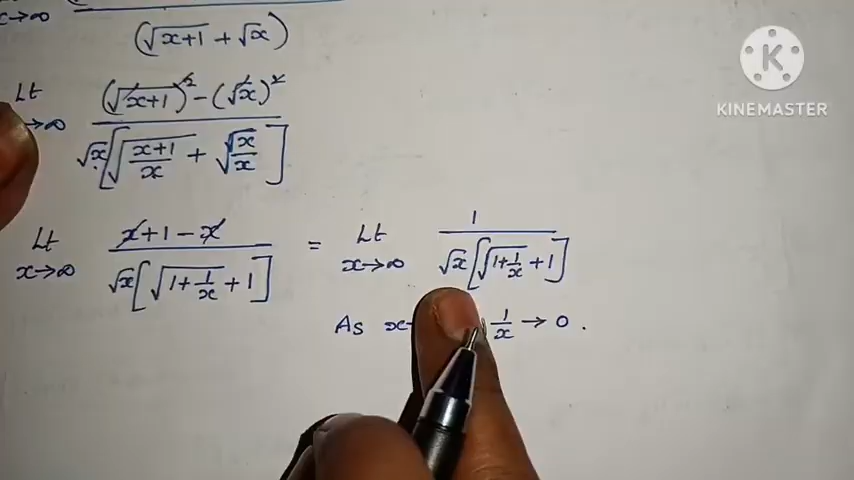 x→∞
(√x+1 + √x)
Lt (√x+1)² − (√x)²
→∞ √x[√(x+1)/x + √x/x]
Lt x+1−x = Lt 1
x→∞ √x[√1+1/x + 1] x→∞ √x[√1+1/x + 1]
As x 1/x → 0 .
K
KINEMASTER